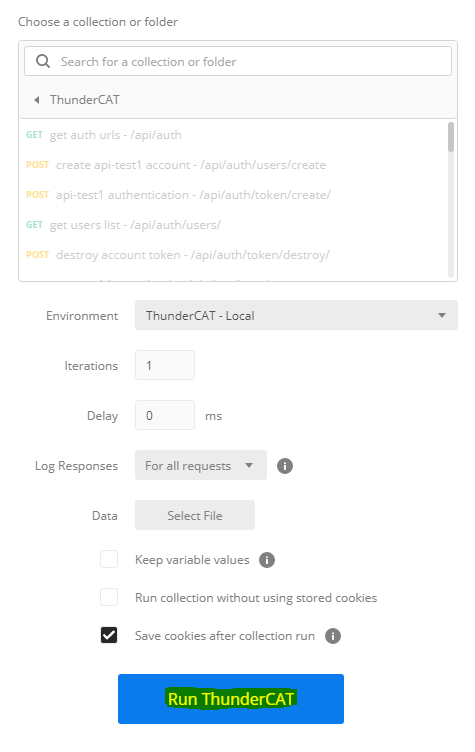 Choose a collection or folder
Search for a collection or folder
ThunderCAT
GET get auth urls - /api/auth
POST create api-test1 account - /api/auth/users/create
POST api-test1 authentication - /api/auth/token/create/
GET get users list - /api/auth/users/
POST destroy account token - /api/auth/token/destroy/
Environment ThunderCAT - Local
Iterations 1
Delay 0 ms
Log Responses For all requests
Data Select File
Keep variable values
Run collection without using stored cookies
Save cookies after collection run
Run ThunderCAT